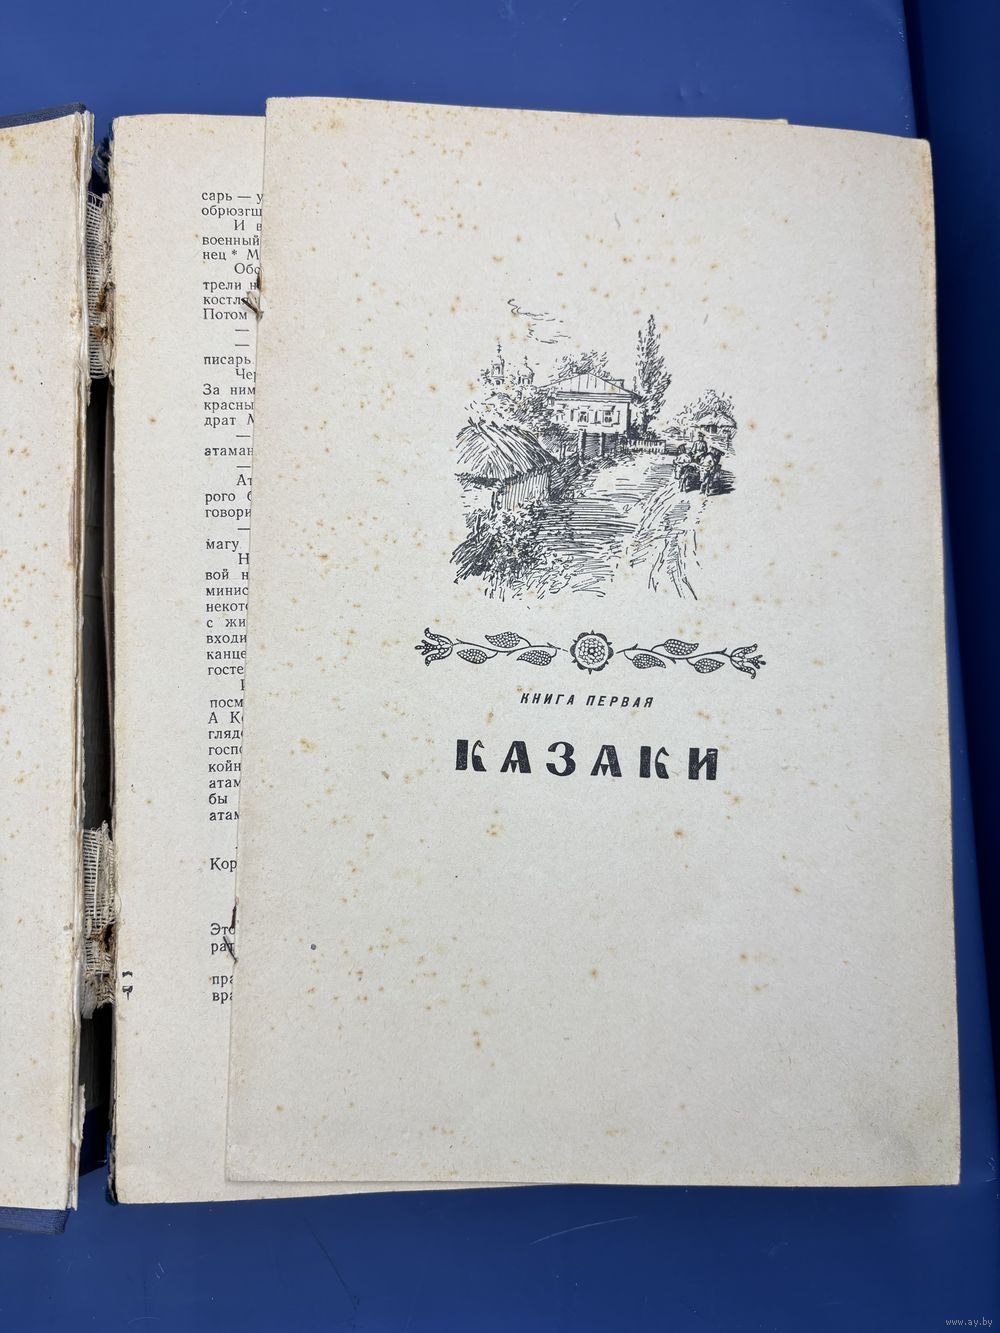 сарь — у
обрюзгш
И в
военный
нец * М
Обс
трели н
Потом
—
—
писарь
Чер
За ним
красны
драт М
—
атаман
—
Ат
рого
говори
—
магу
Н
вой н
минис
некото
с жи
входи
канце
госте
посм
А Ко
гляде
госпо
койн
атам
бы
атам
Кор
Это
рат
пра
вра
КНИГА ПЕРВАЯ
КАЗАКИ
www.ay.by